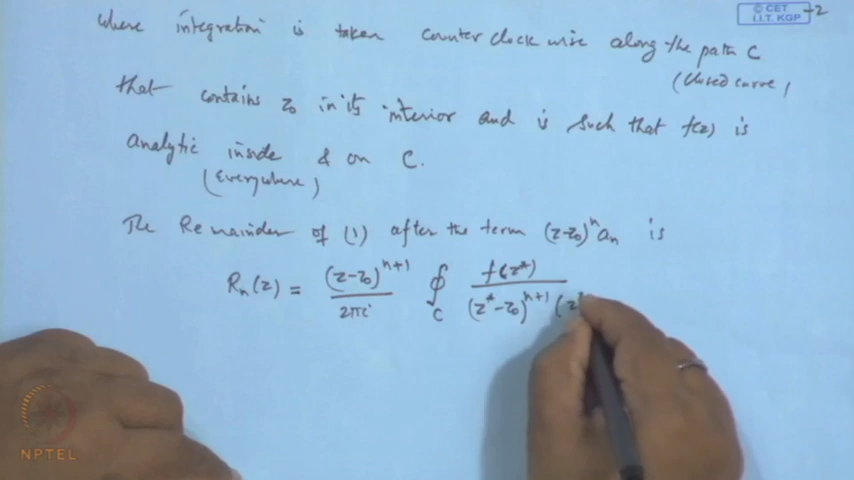 © CET
I.I.T. KGP
-2
where integration is taken counter clock wise along the path C
(closed curve)
that contains z₀ in its interior and is such that f(z) is
analytic inside & on C.
(Everywhere)
The Remainder of (1) after the term (z-z₀)ⁿ aₙ is
Rₙ(z) = (z-z₀)ⁿ⁺¹ / 2πi ∮_C f(z*) / (z*-z₀)ⁿ⁺¹ (z
NPTEL